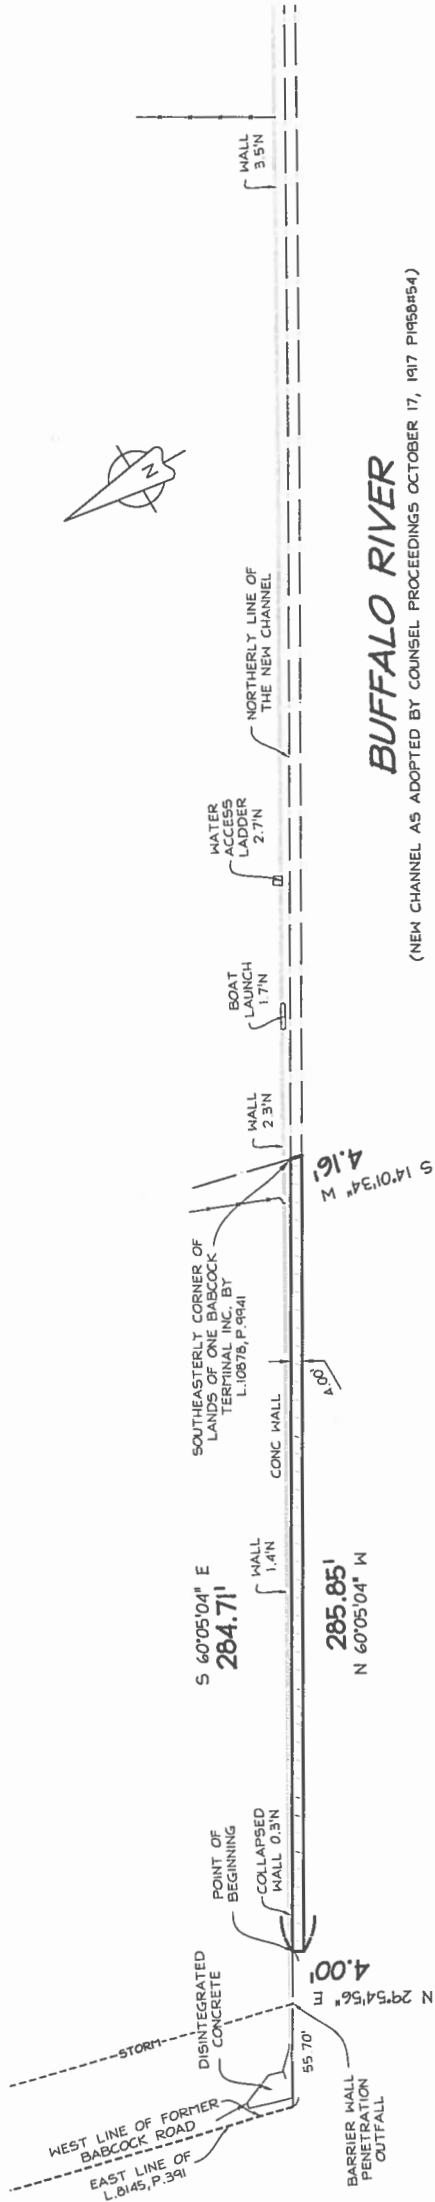 WALL
3.5'N
N
BUFFALO RIVER
(NEW CHANNEL AS ADOPTED BY COUNSEL PROCEEDINGS OCTOBER 17, 1917 P1958#54)
NORTHERLY LINE OF
THE NEW CHANNEL
WATER
ACCESS
LADDER
2.7'N
BOAT
LAUNCH
1.7'N
WALL
2.3'N
4.16'
S 14°01'34" W
SOUTHEASTERLY CORNER OF
LANDS OF ONE BABCOCK
TERMINAL INC. BY
L.10878,P.9941
CONC WALL
4.00'
WALL
1.4'N
S 60°05'04" E
284.71'
285.85'
N 60°05'04" W
POINT OF
BEGINNING
COLLAPSED
WALL 0.3'N
4.00'
N 29°54'56" E
DISINTEGRATED
CONCRETE
STORM
55.70'
WEST LINE OF FORMER
BABCOCK ROAD
EAST LINE OF
L.8145,P.391
BARRIER WALL
PENETRATION
OUTFALL